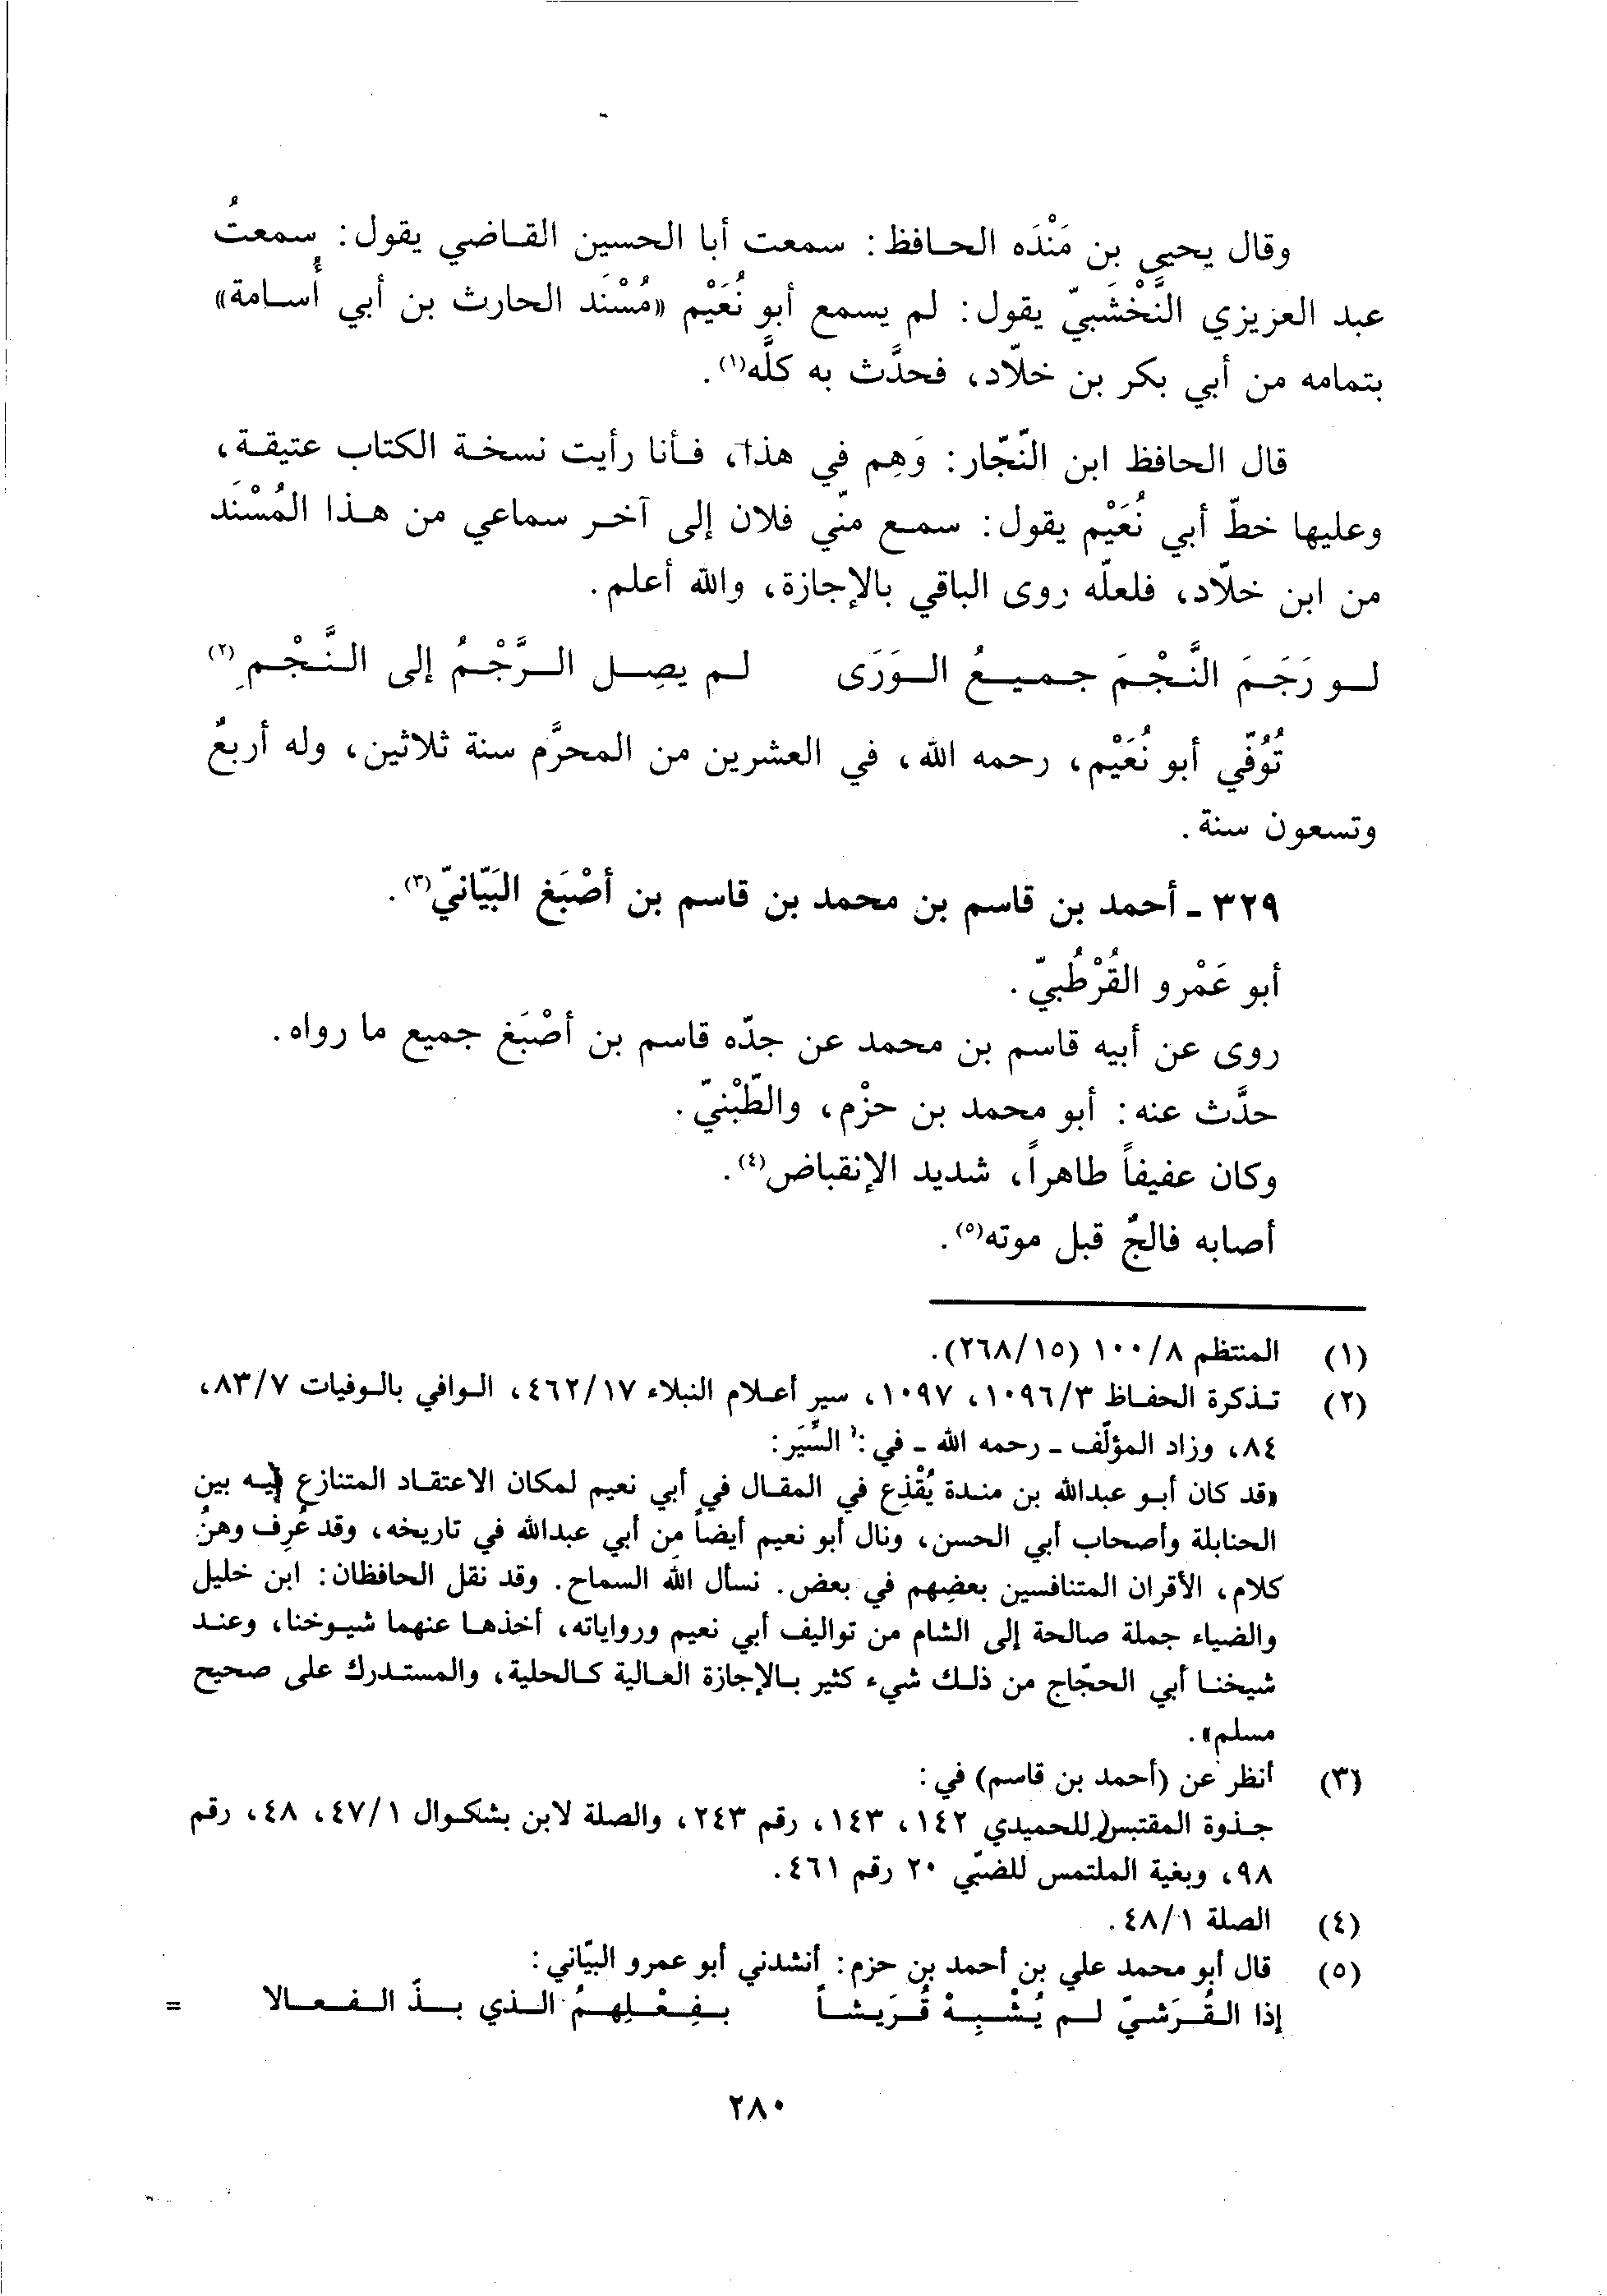 وقال يحيى بن مَنْدَه الحافظ: سمعت أبا الحسين القاضي يقول: سمعتُ
عبد العزيزي النَّخْشَبيّ يقول: لم يسمع أبو نُعَيْم «مُسْنَد الحارث بن أبي أُسامة»
بتمامه من أبي بكر بن خلّاد، فحدَّث به كلَّه(١).
قال الحافظ ابن النّجّار: وَهِم في هذا، فأنا رأيت نسخة الكتاب عتيقة،
وعليها خطّ أبي نُعَيْم يقول: سمع منّي فلان إلى آخر سماعي من هذا المُسْنَد
من ابن خلّاد، فلعلّه روى الباقي بالإجازة، والله أعلم.
لو رَجَمَ النَّجْمَ جميعُ الوَرَى لم يصِل الرَّجْمُ إلى النَّجْمِ(٢)
تُوُفّي أبو نُعَيْم، رحمه الله، في العشرين من المحرَّم سنة ثلاثين، وله أربعٌ
وتسعون سنة.
٣٢٩ - أحمد بن قاسم بن محمد بن قاسم بن أصْبَغ البَيّانيّ(٣).
أبو عَمْرو القُرْطُبيّ.
روى عن أبيه قاسم بن محمد عن جدّه قاسم بن أصْبَغ جميع ما رواه.
حدَّث عنه: أبو محمد بن حزْم، والطّبْنيّ.
وكان عفيفاً طاهراً، شديد الإنقباض(٤).
أصابه فالجٌ قبل موته(٥).
(١) المنتظم ١٠٠/٨ (٢٦٨/١٥).
(٢) تذكرة الحفاظ ١٠٩٦/٣، ١٠٩٧، سير أعلام النبلاء ٤٦٢/١٧، الوافي بالوفيات ٨٣/٧،
٨٤، وزاد المؤلّف - رحمه الله - في: السِّيَر:
«قد كان أبو عبدالله بن مندة يُقْذِع في المقال في أبي نعيم لمكان الاعتقاد المتنازع فيه بين
الحنابلة وأصحاب أبي الحسن، ونال أبو نعيم أيضاً مِن أبي عبدالله في تاريخه، وقد عُرِف وهنُ
كلام، الأقران المتنافسين بعضِهم في بعض. نسأل الله السماح. وقد نقل الحافظان: ابن خليل
والضياء جملة صالحة إلى الشام من تواليف أبي نعيم ورواياته، أخذها عنهما شيوخنا، وعند
شيخنا أبي الحجّاج من ذلك شيء كثير بالإجازة العالية كالحلية، والمستدرك على صحيح
مسلم».
(٣) أنظر عن (أحمد بن قاسم) في:
جذوة المقتبس للحميدي ١٤٢، ١٤٣، رقم ٢٤٣، والصلة لابن بشكوال ٤٧/١، ٤٨، رقم
٩٨، وبغية الملتمس للضبّي ٢٠ رقم ٤٦١.
(٤) الصلة ٤٨/١.
(٥) قال أبو محمد علي بن أحمد بن حزم: أنشدني أبو عمرو البيّاني:
إذا القُرَشيّ لم يُشْبِهْ قُرَيشاً بفِعْلِهمُ الذي بذّ الفعالا =
٢٨٠